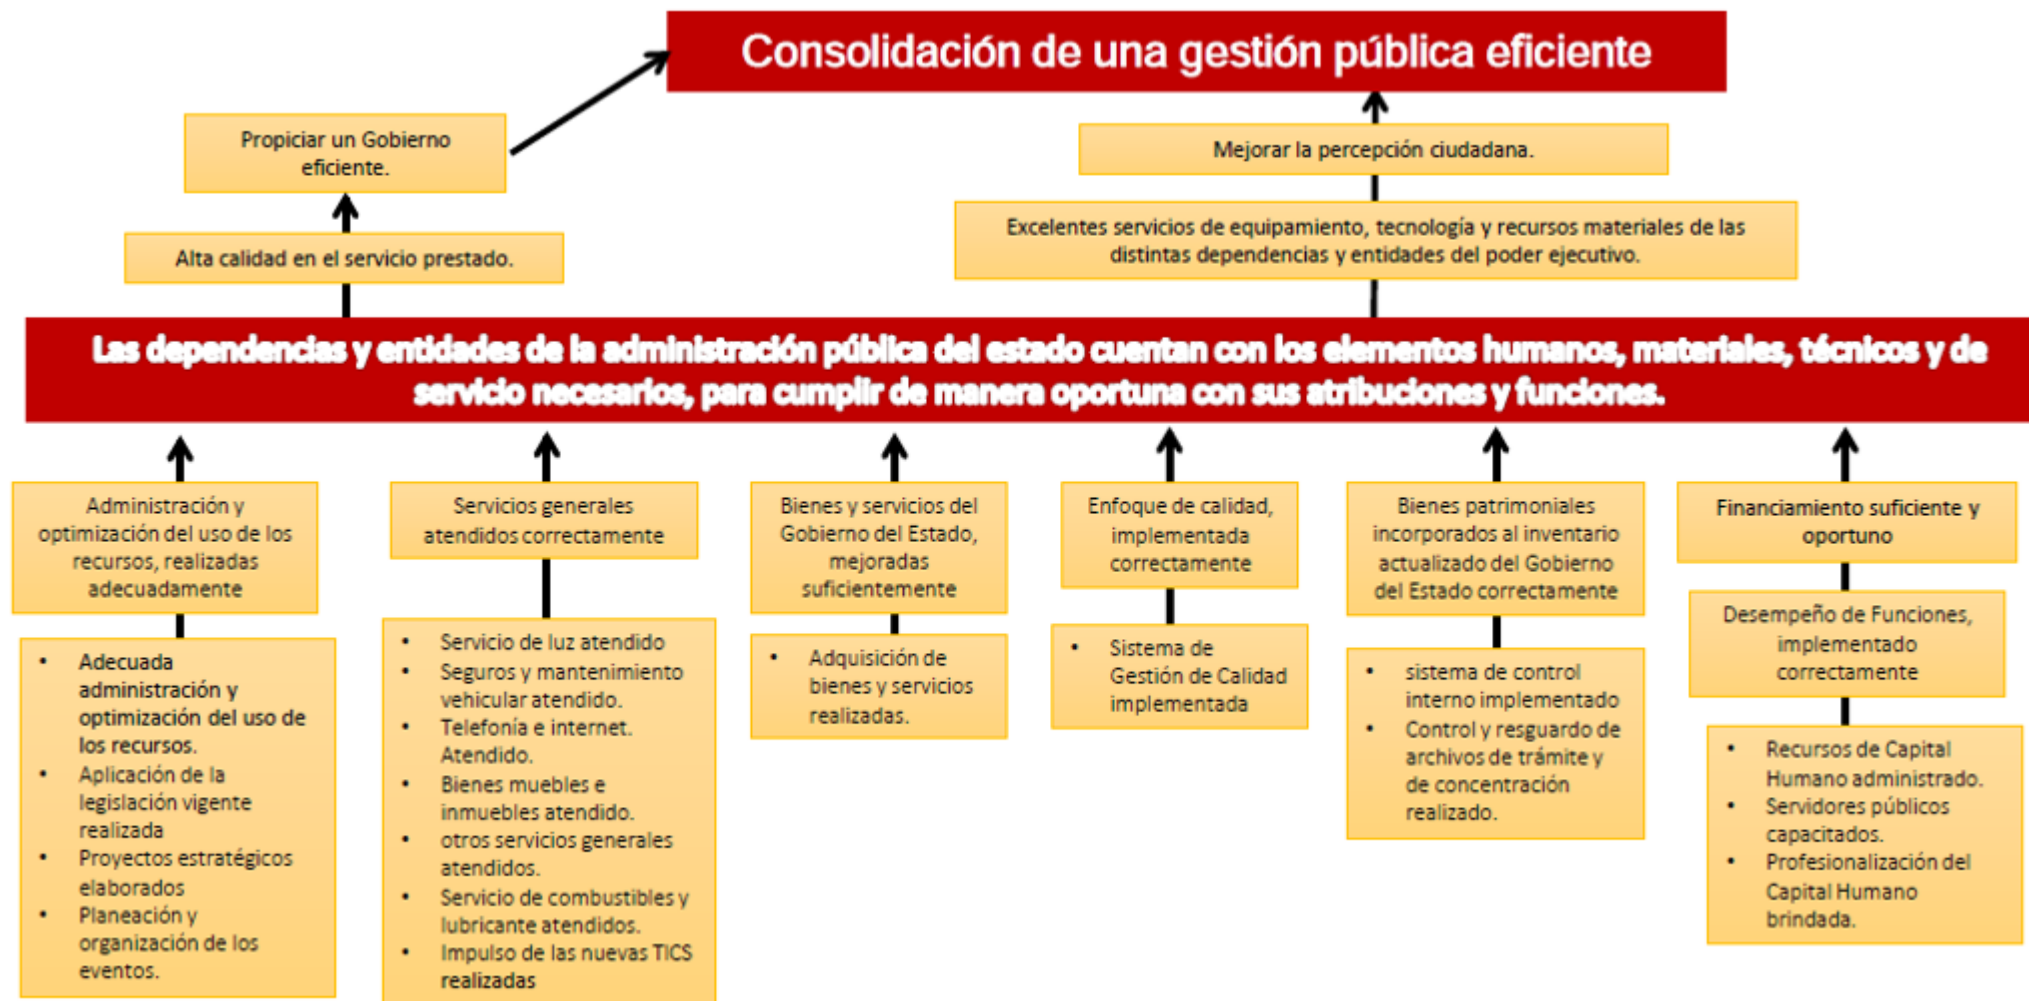 Consolidación de una gestión pública eficiente
Propiciar un Gobierno
eficiente.
Mejorar la percepción ciudadana.
Alta calidad en el servicio prestado.
Excelentes servicios de equipamiento, tecnología y recursos materiales de las
distintas dependencias y entidades del poder ejecutivo.
Las dependencias y entidades de la administración pública del estado cuentan con los elementos humanos, materiales, técnicos y de
servicio necesarios, para cumplir de manera oportuna con sus atribuciones y funciones.
Administración y
optimización del uso de los
recursos, realizadas
adecuadamente
• Adecuada
administración y
optimización del uso de
los recursos.
• Aplicación de la
legislación vigente
realizada
• Proyectos estratégicos
elaborados
• Planeación y
organización de los
eventos.
Servicios generales
atendidos correctamente
• Servicio de luz atendido
• Seguros y mantenimiento
vehicular atendido.
• Telefonía e internet.
Atendido.
• Bienes muebles e
inmuebles atendido.
• otros servicios generales
atendidos.
• Servicio de combustibles y
lubricante atendidos.
• Impulso de las nuevas TICS
realizadas
Bienes y servicios del
Gobierno del Estado,
mejoradas
suficientemente
• Adquisición de
bienes y servicios
realizadas.
Enfoque de calidad,
implementada
correctamente
• Sistema de
Gestión de Calidad
implementada
Bienes patrimoniales
incorporados al inventario
actualizado del Gobierno
del Estado correctamente
• sistema de control
interno implementado
• Control y resguardo de
archivos de trámite y
de concentración
realizado.
Financiamiento suficiente y
oportuno
Desempeño de Funciones,
implementado
correctamente
• Recursos de Capital
Humano administrado.
• Servidores públicos
capacitados.
• Profesionalización del
Capital Humano
brindada.